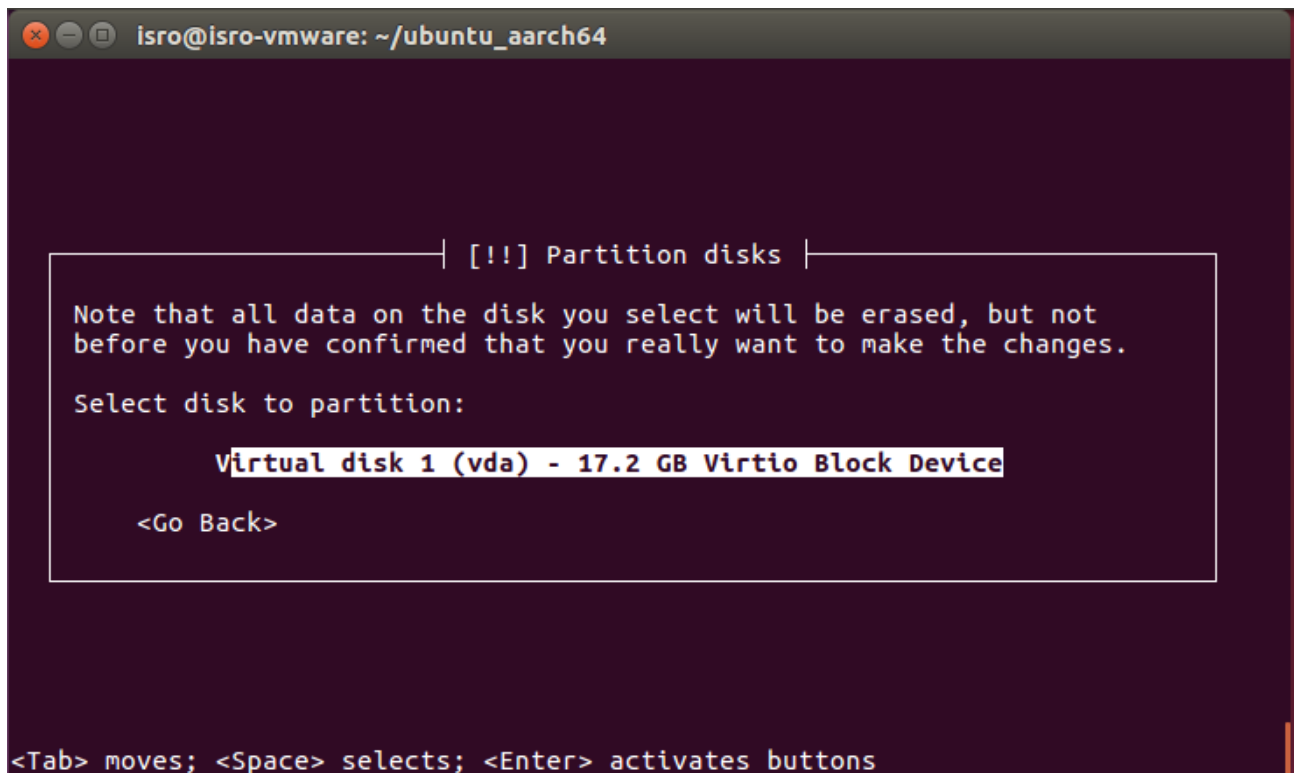 isro@isro-vmware: ~/ubuntu_aarch64
[!!] Partition disks
Note that all data on the disk you select will be erased, but not
before you have confirmed that you really want to make the changes.
Select disk to partition:
Virtual disk 1 (vda) - 17.2 GB Virtio Block Device
<Go Back>
<Tab> moves; <Space> selects; <Enter> activates buttons